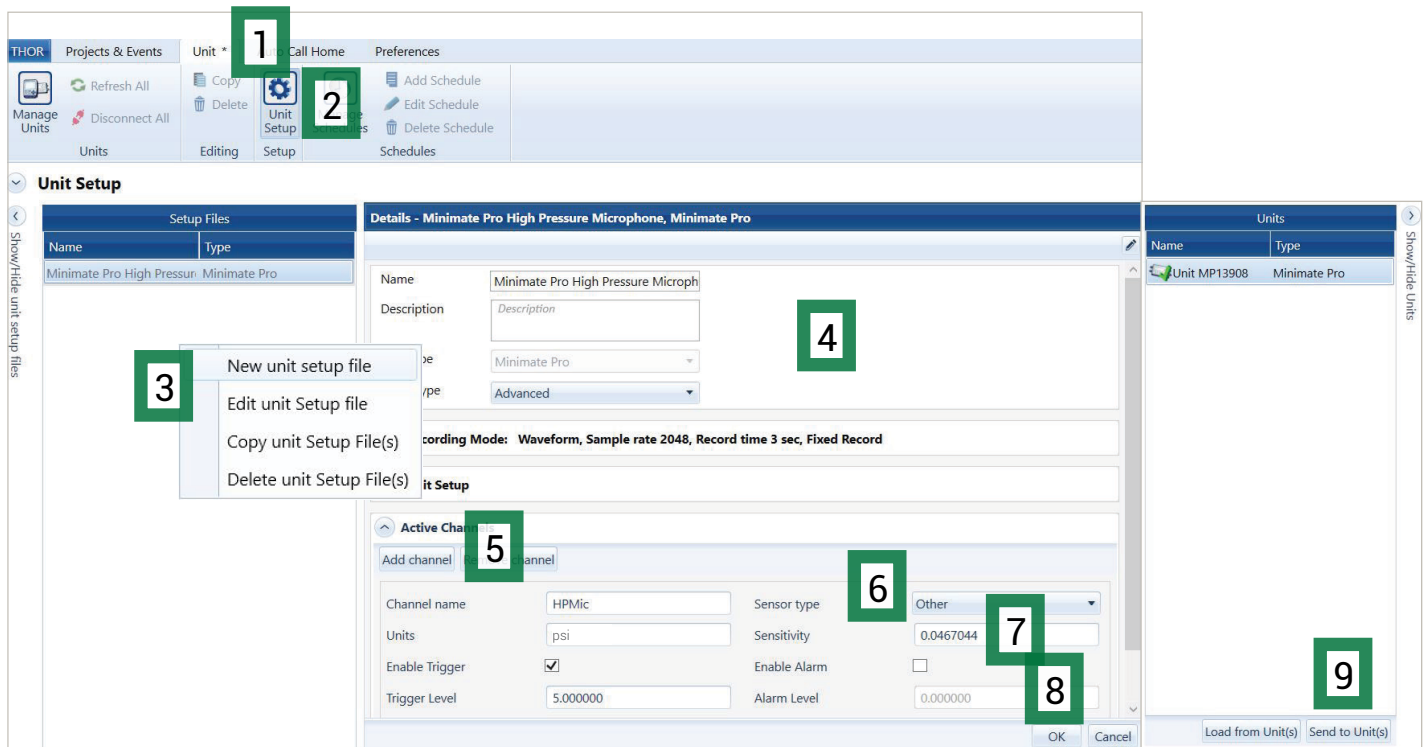 1
THOR Projects & Events Unit * Call Home Preferences
Refresh All Copy Add Schedule
2
Manage Units Disconnect All Delete Unit Setup Edit Schedule
Delete Schedule
Units Editing Setup Schedules
Unit Setup
Show/Hide unit setup files
Setup Files
Name Type
Minimate Pro High Pressur Minimate Pro
3
New unit setup file
Edit unit Setup file
Copy unit Setup File(s)
Delete unit Setup File(s)
Details - Minimate Pro High Pressure Microphone, Minimate Pro
Name Minimate Pro High Pressure Microph
Description Description
4
Minimate Pro
Advanced
Mode: Waveform, Sample rate 2048, Record time 3 sec, Fixed Record
Setup
Active
5
Add channel channel
6
Channel name HPMic Sensor type Other
7
Units psi Sensitivity 0.0467044
Enable Trigger Enable Alarm
8
Trigger Level 5.000000 Alarm Level 0.000000
OK Cancel
Units
Name Type
Unit MP13908 Minimate Pro
Show/Hide Units
9
Load from Unit(s) Send to Unit(s)